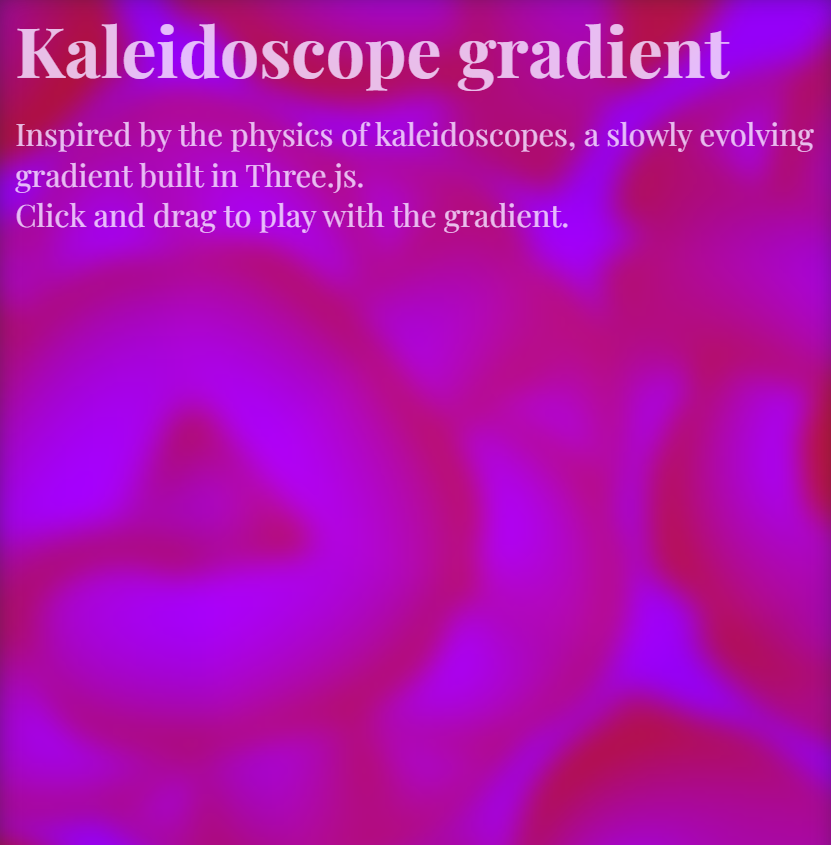 Kaleidoscope gradient
Inspired by the physics of kaleidoscopes, a slowly evolving
gradient built in Three.js.
Click and drag to play with the gradient.